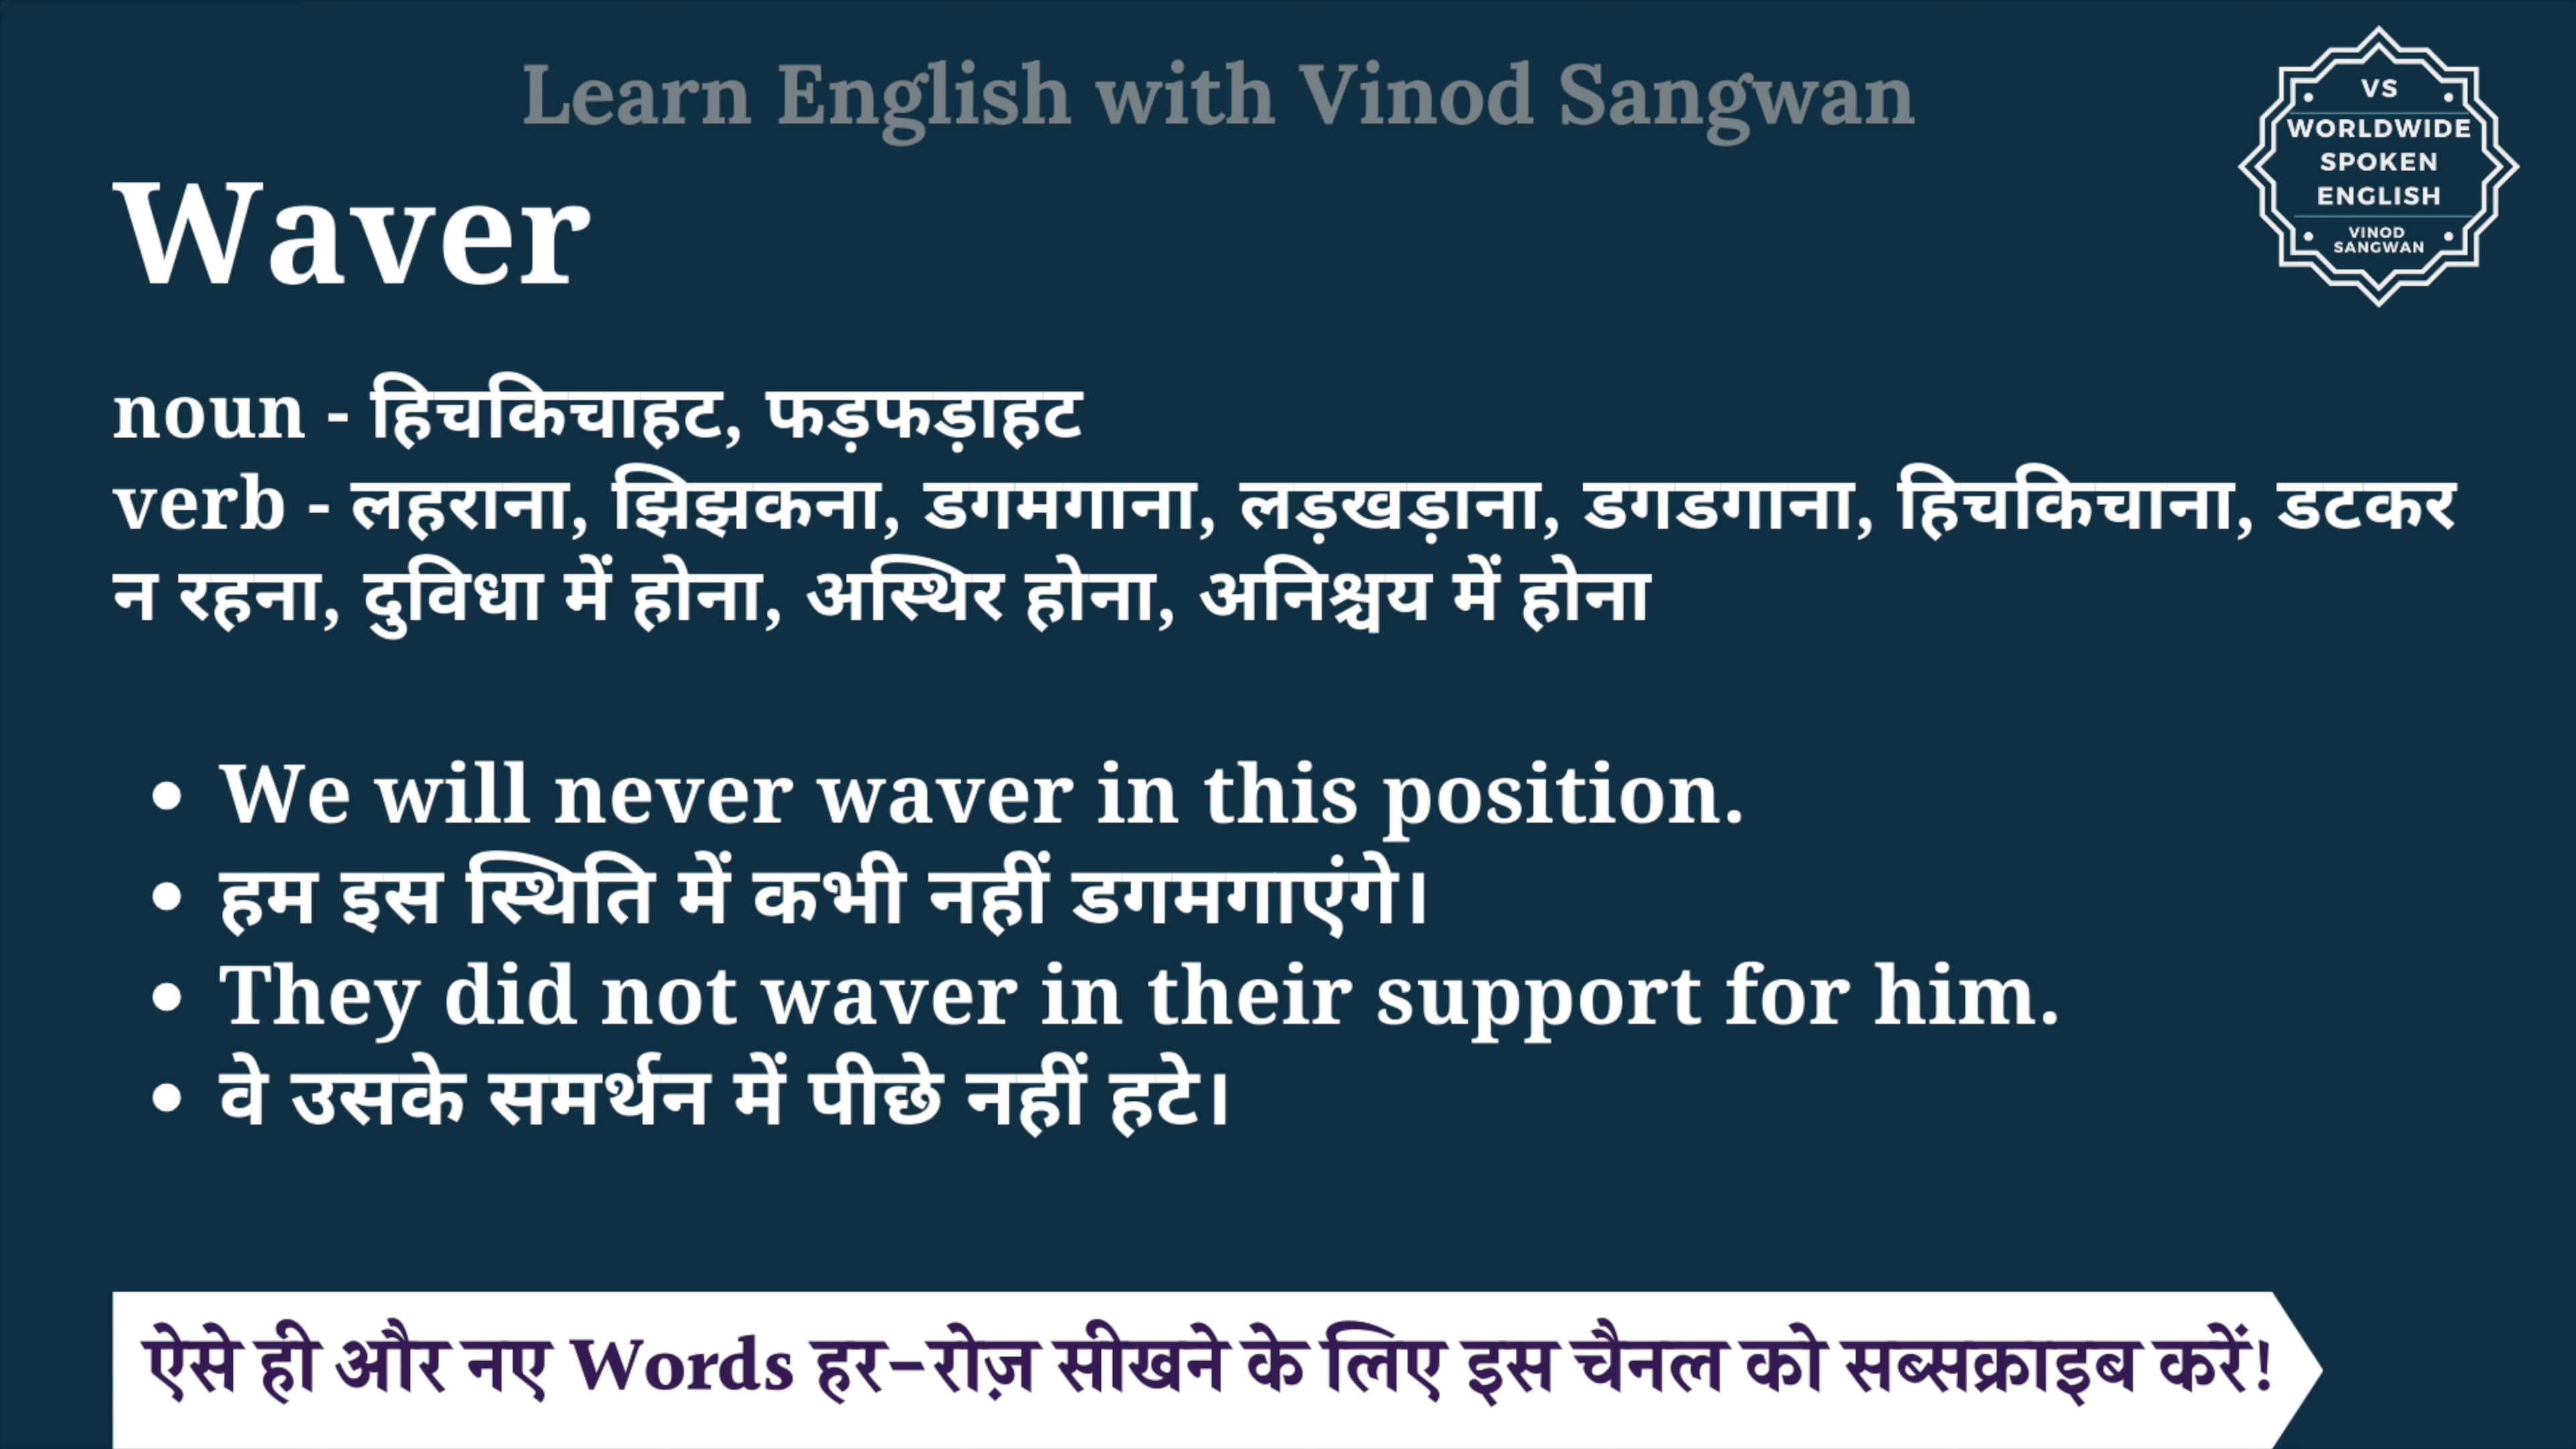 Learn English with Vinod Sangwan
VS
WORLDWIDE
SPOKEN
ENGLISH
VINOD
SANGWAN
Waver
noun - हिचकिचाहट, फड़फड़ाहट
verb - लहराना, झिझकना, डगमगाना, लड़खड़ाना, डगडगाना, हिचकिचाना, डटकर
न रहना, दुविधा में होना, अस्थिर होना, अनिश्चय में होना
• We will never waver in this position.
• हम इस स्थिति में कभी नहीं डगमगाएंगे।
• They did not waver in their support for him.
• वे उसके समर्थन में पीछे नहीं हटे।
ऐसे ही और नए Words हर-रोज़ सीखने के लिए इस चैनल को सब्सक्राइब करें!